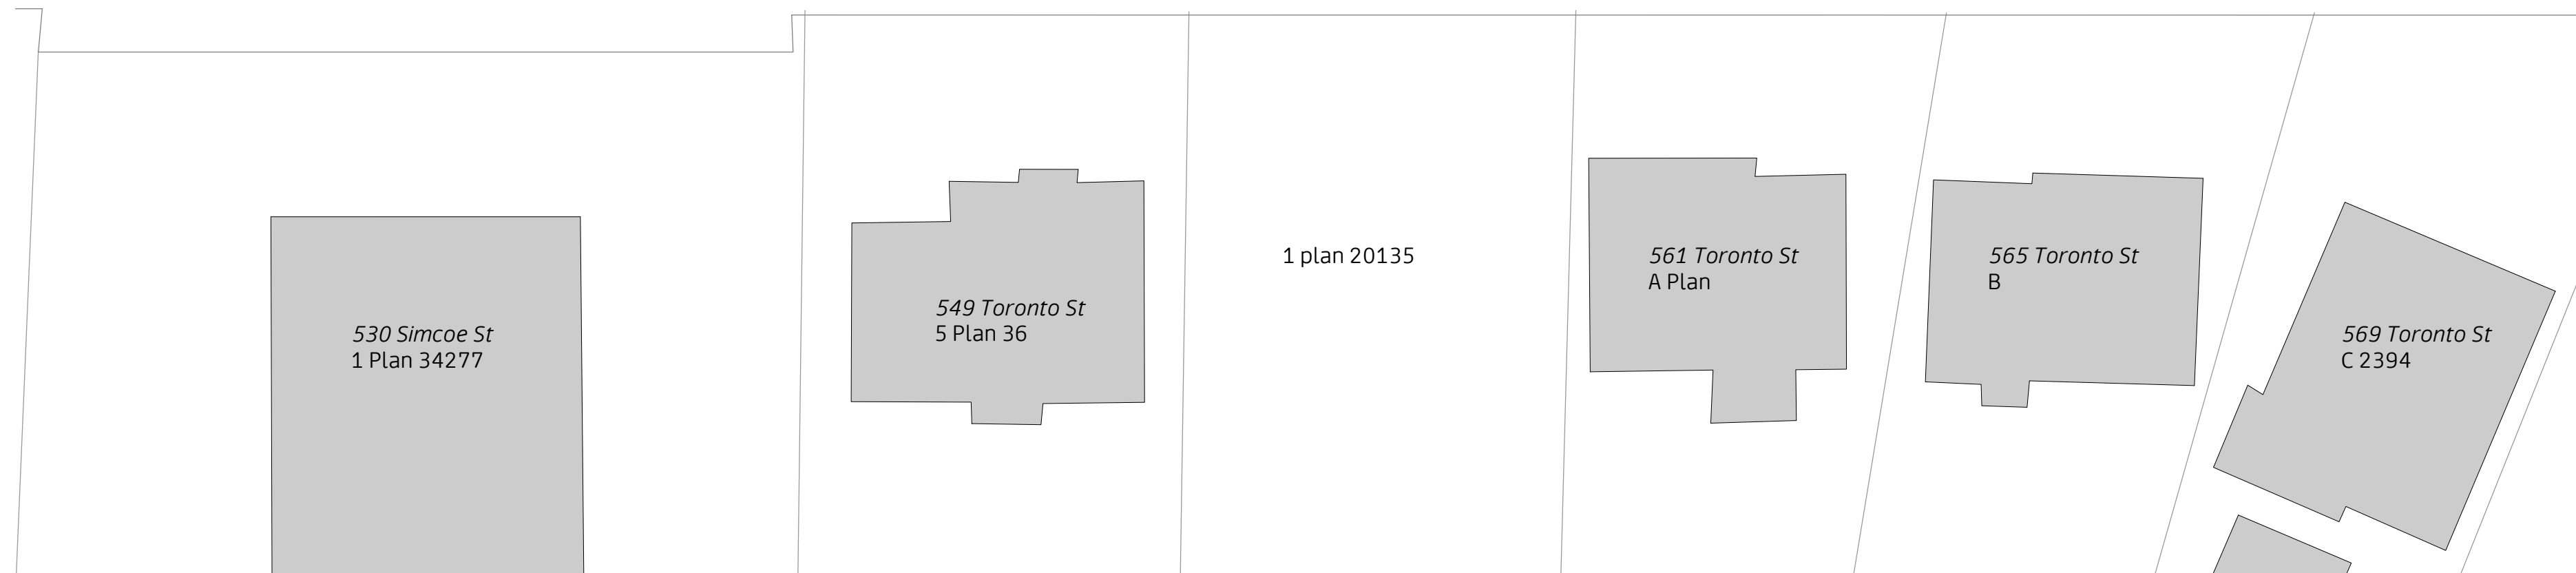 530 Simcoe St
1 Plan 34277
549 Toronto St
5 Plan 36
1 plan 20135
561 Toronto St
A Plan
565 Toronto St
B
569 Toronto St
C 2394